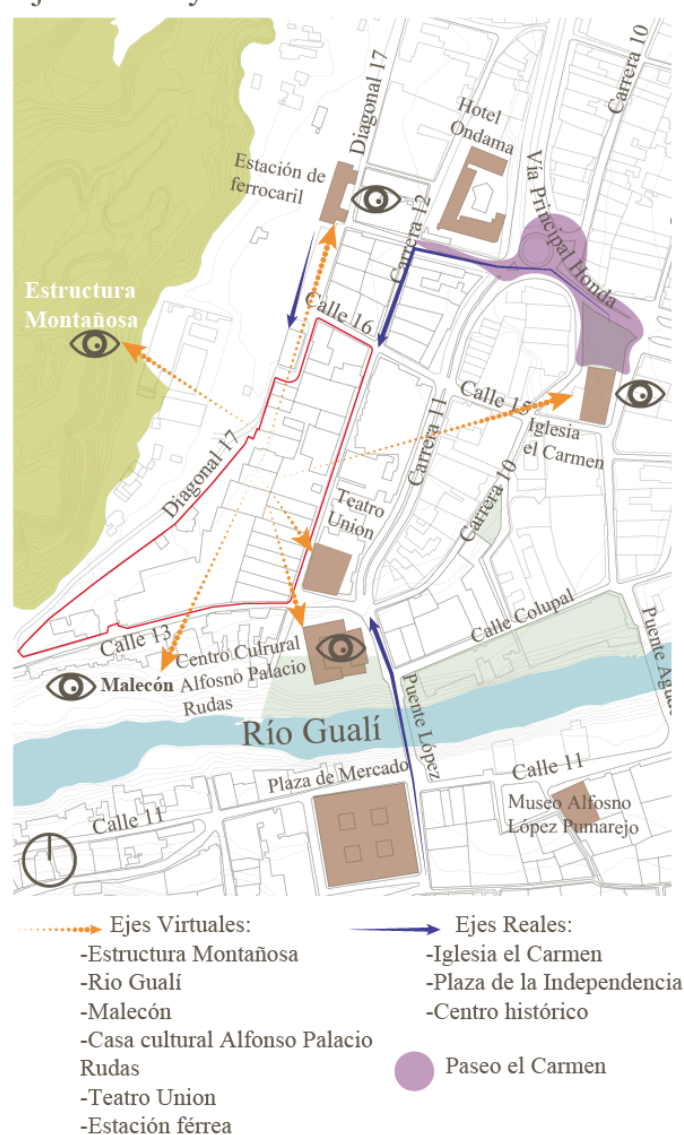 Diagonal 17
Carrera 10
Hotel
Ondama
Estación de
ferrocaril
Carrera 12
Vía Principal Honda
Estructura
Montañosa
Calle 16
Calle 15
Iglesia
el Carmen
Carrera 11
Diagonal 17
Carrera 10
Teatro
Union
Calle 13
Calle Colupal
Centro Culrural
Alfosno Palacio
Rudas
Malecón
Puente López
Río Gualí
Plaza de Mercado
Calle 11
Calle 11
Museo Alfosno
López Pumarejo
Ejes Virtuales:
-Estructura Montañosa
-Rio Gualí
-Malecón
-Casa cultural Alfonso Palacio
Rudas
-Teatro Union
-Estación férrea
Ejes Reales:
-Iglesia el Carmen
-Plaza de la Independencia
-Centro histórico
Paseo el Carmen